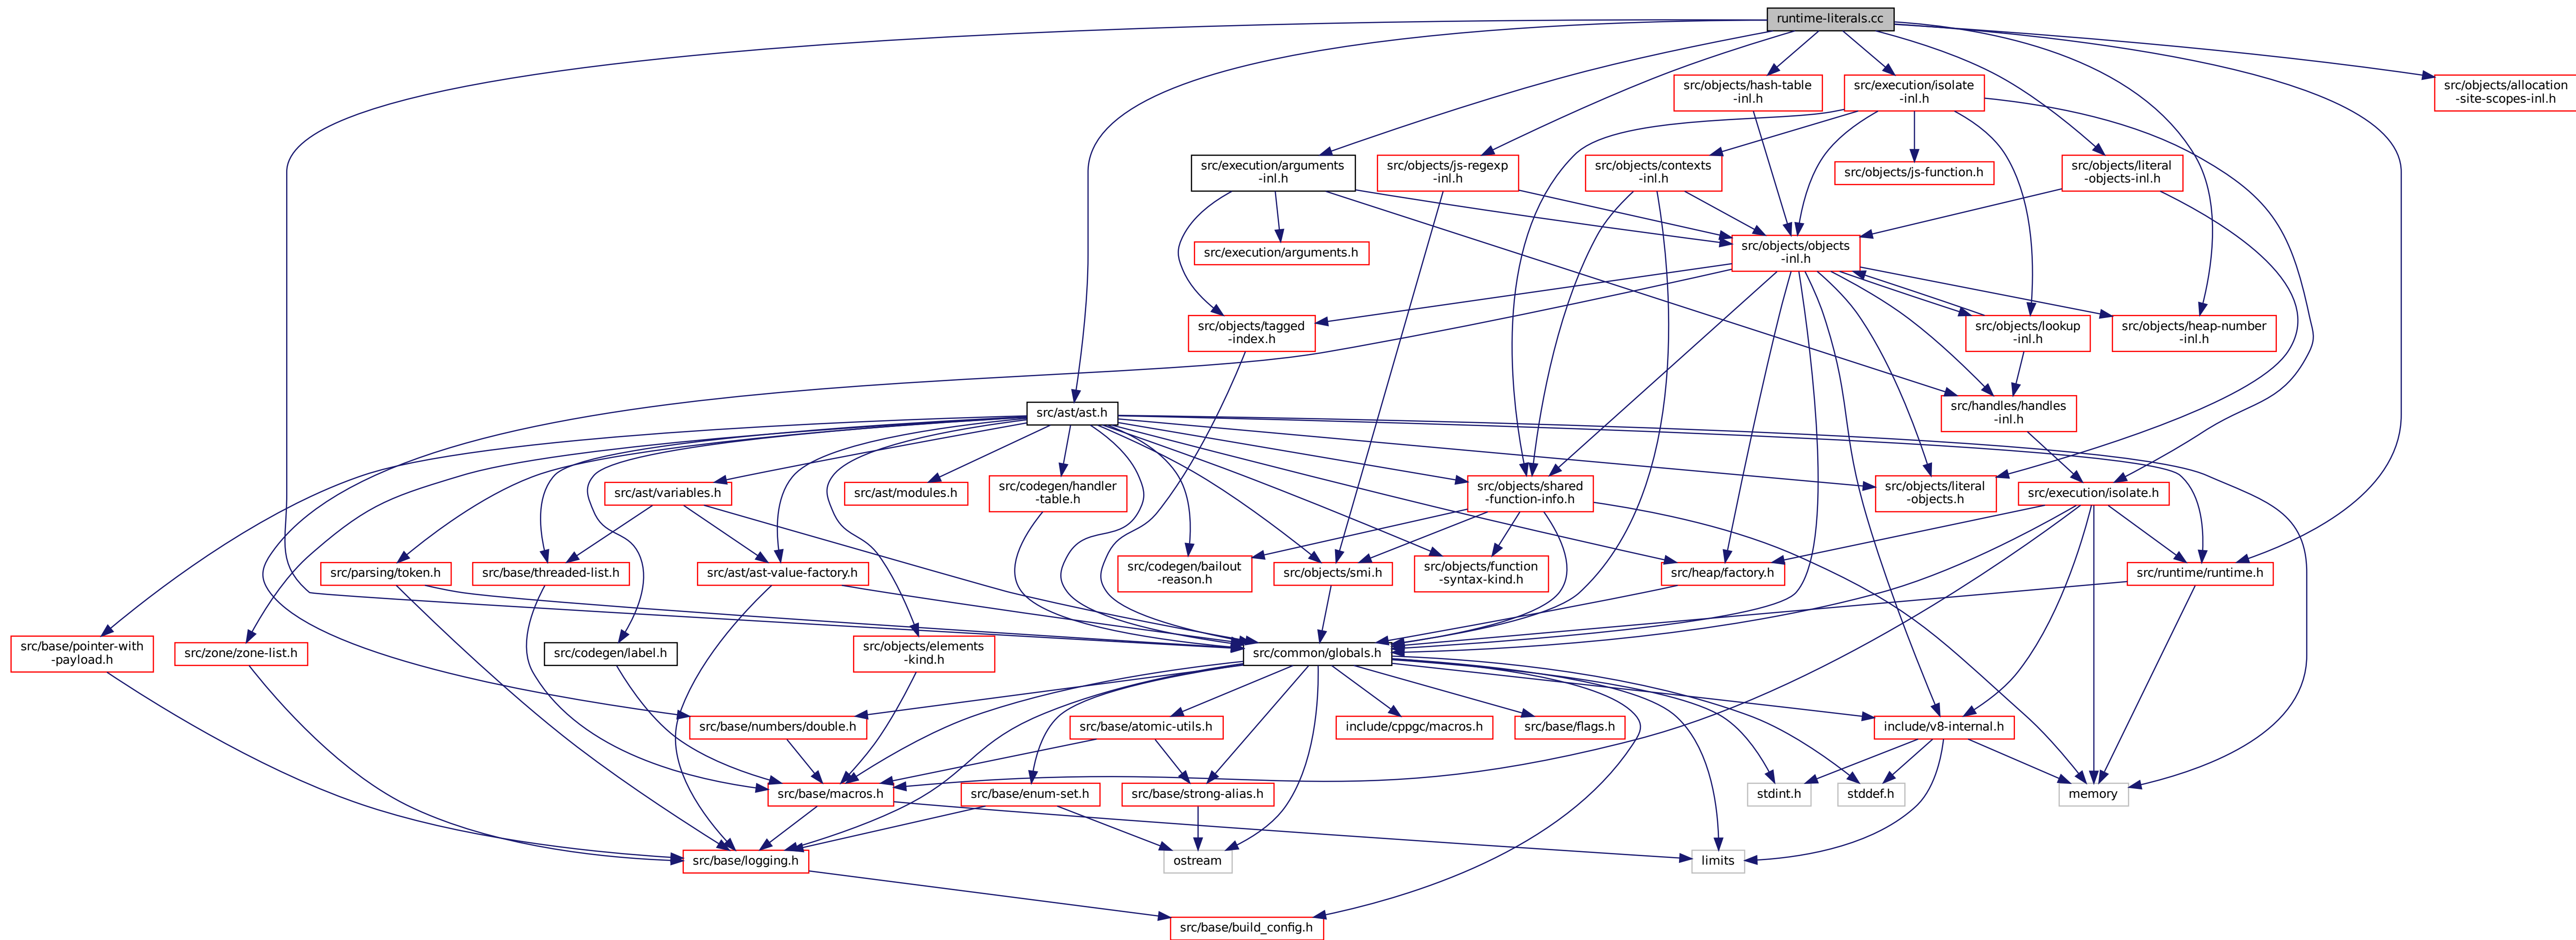 runtime-literals.cc
src/objects/hash-table
-inl.h
src/execution/isolate
-inl.h
src/objects/allocation
-site-scopes-inl.h
src/execution/arguments
-inl.h
src/objects/js-regexp
-inl.h
src/objects/contexts
-inl.h
src/objects/js-function.h
src/objects/literal
-objects-inl.h
src/execution/arguments.h
src/objects/objects
-inl.h
src/objects/tagged
-index.h
src/objects/lookup
-inl.h
src/objects/heap-number
-inl.h
src/ast/ast.h
src/handles/handles
-inl.h
src/ast/variables.h
src/ast/modules.h
src/codegen/handler
-table.h
src/objects/shared
-function-info.h
src/objects/literal
-objects.h
src/execution/isolate.h
src/parsing/token.h
src/base/threaded-list.h
src/ast/ast-value-factory.h
src/codegen/bailout
-reason.h
src/objects/smi.h
src/objects/function
-syntax-kind.h
src/heap/factory.h
src/runtime/runtime.h
src/base/pointer-with
-payload.h
src/zone/zone-list.h
src/codegen/label.h
src/objects/elements
-kind.h
src/common/globals.h
src/base/numbers/double.h
src/base/atomic-utils.h
include/cppgc/macros.h
src/base/flags.h
include/v8-internal.h
src/base/macros.h
src/base/enum-set.h
src/base/strong-alias.h
stdint.h
stddef.h
memory
src/base/logging.h
ostream
limits
src/base/build_config.h